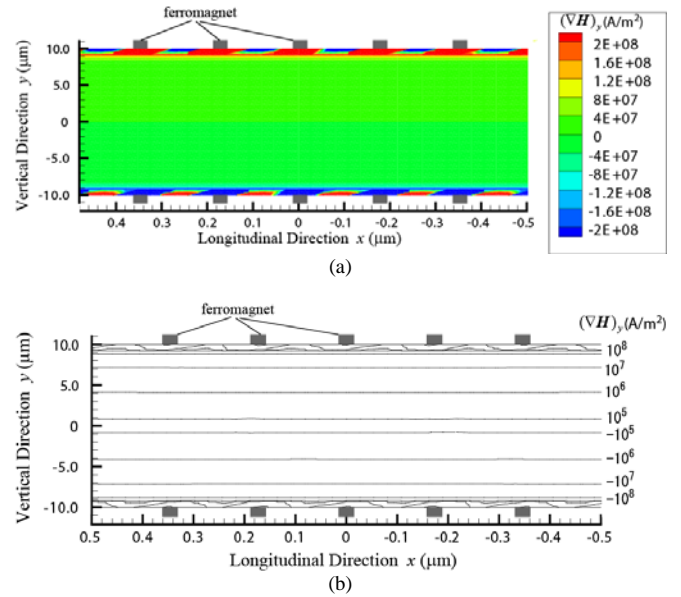 ferromagnet
(∇H)y(A/m²)
2E+08
1.6E+08
1.2E+08
8E+07
4E+07
0
-4E+07
-8E+07
-1.2E+08
-1.6E+08
-2E+08
Vertical Direction y (μm)
10.0
5.0
0
-5.0
-10.0
0.4 0.3 0.2 0.1 0 -0.1 -0.2 -0.3 -0.4 -0.5
Longitudinal Direction x (μm)
(a)
ferromagnet
(∇H)y(A/m²)
Vertical Direction y (μm)
10.0
5.0
0
-5.0
-10.0
10⁸
10⁷
10⁶
10⁵
-10⁵
-10⁶
-10⁷
-10⁸
0.5 0.4 0.3 0.2 0.1 0 -0.1 -0.2 -0.3 -0.4 -0.5
Longitudinal Direction x (μm)
(b)